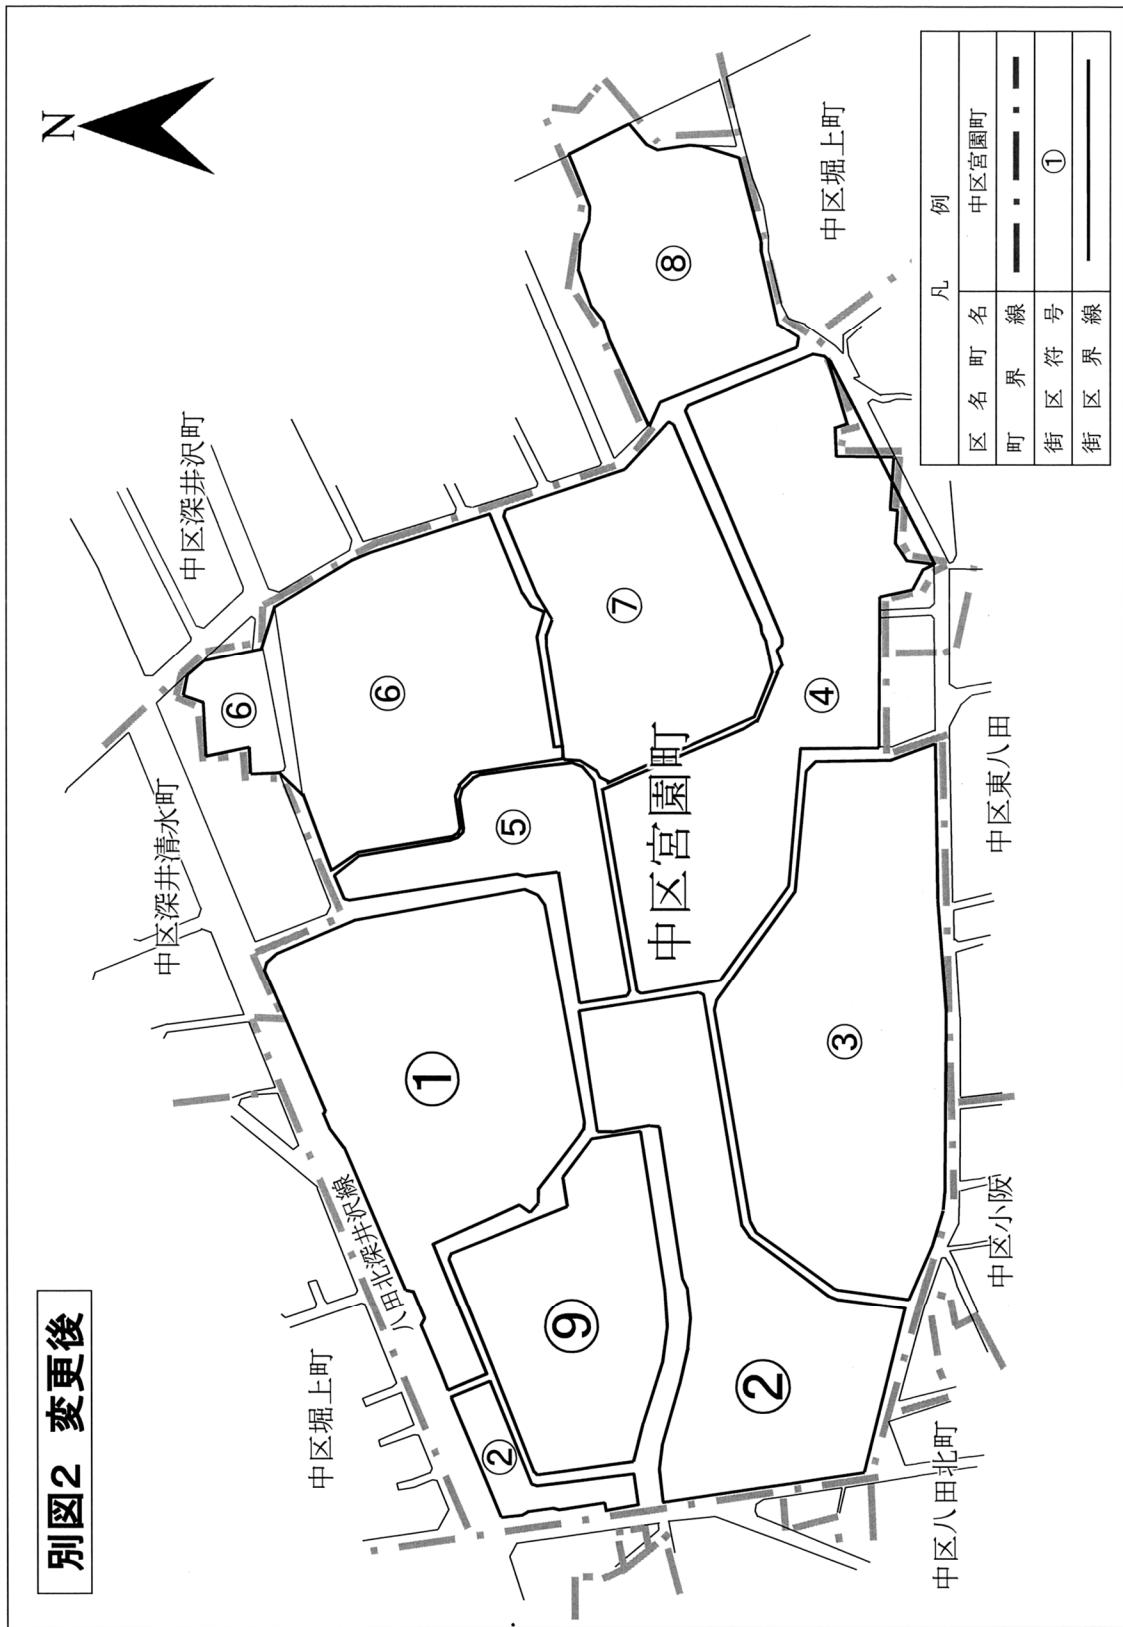 別図2 変更後
N
中区堀上町
八田北深井沢線
中区深井清水町
中区深井沢町
中区堀上町
①
②
②
③
④
⑤
⑥
⑥
⑦
⑧
⑨
中区宮園町
中区八田北町
中区小阪
中区東八田
凡例
区名町名 中区宮園町
町界線
街区符号 ①
街区界線